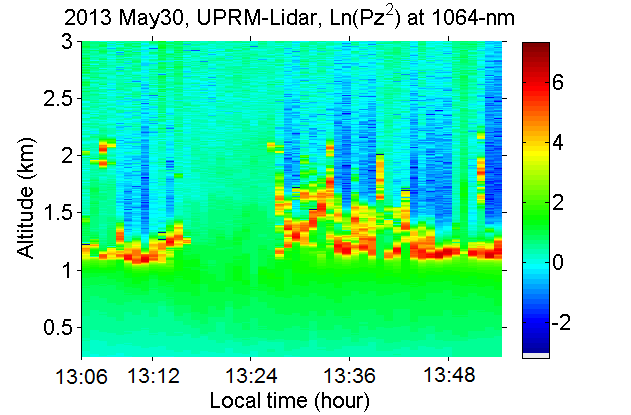 2013 May30, UPRM-Lidar, Ln(Pz²) at 1064-nm
3
2.5
2
1.5
1
0.5
Altitude (km)
13:06 13:12 13:24 13:36 13:48
Local time (hour)
6
4
2
0
-2